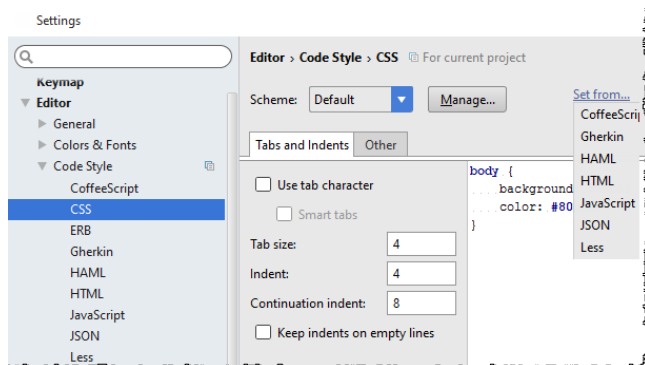 Settings
Keymap
Editor
General
Colors & Fonts
Code Style
CoffeeScript
CSS
ERB
Gherkin
HAML
HTML
JavaScript
JSON
Less
Editor › Code Style › CSS For current project
Scheme: Default Manage... Set from...
Tabs and Indents Other
Use tab character
Smart tabs
Tab size: 4
Indent: 4
Continuation indent: 8
Keep indents on empty lines
body {
....background
....color: #80
}
CoffeeScri
Gherkin
HAML
HTML
JavaScript
JSON
Less